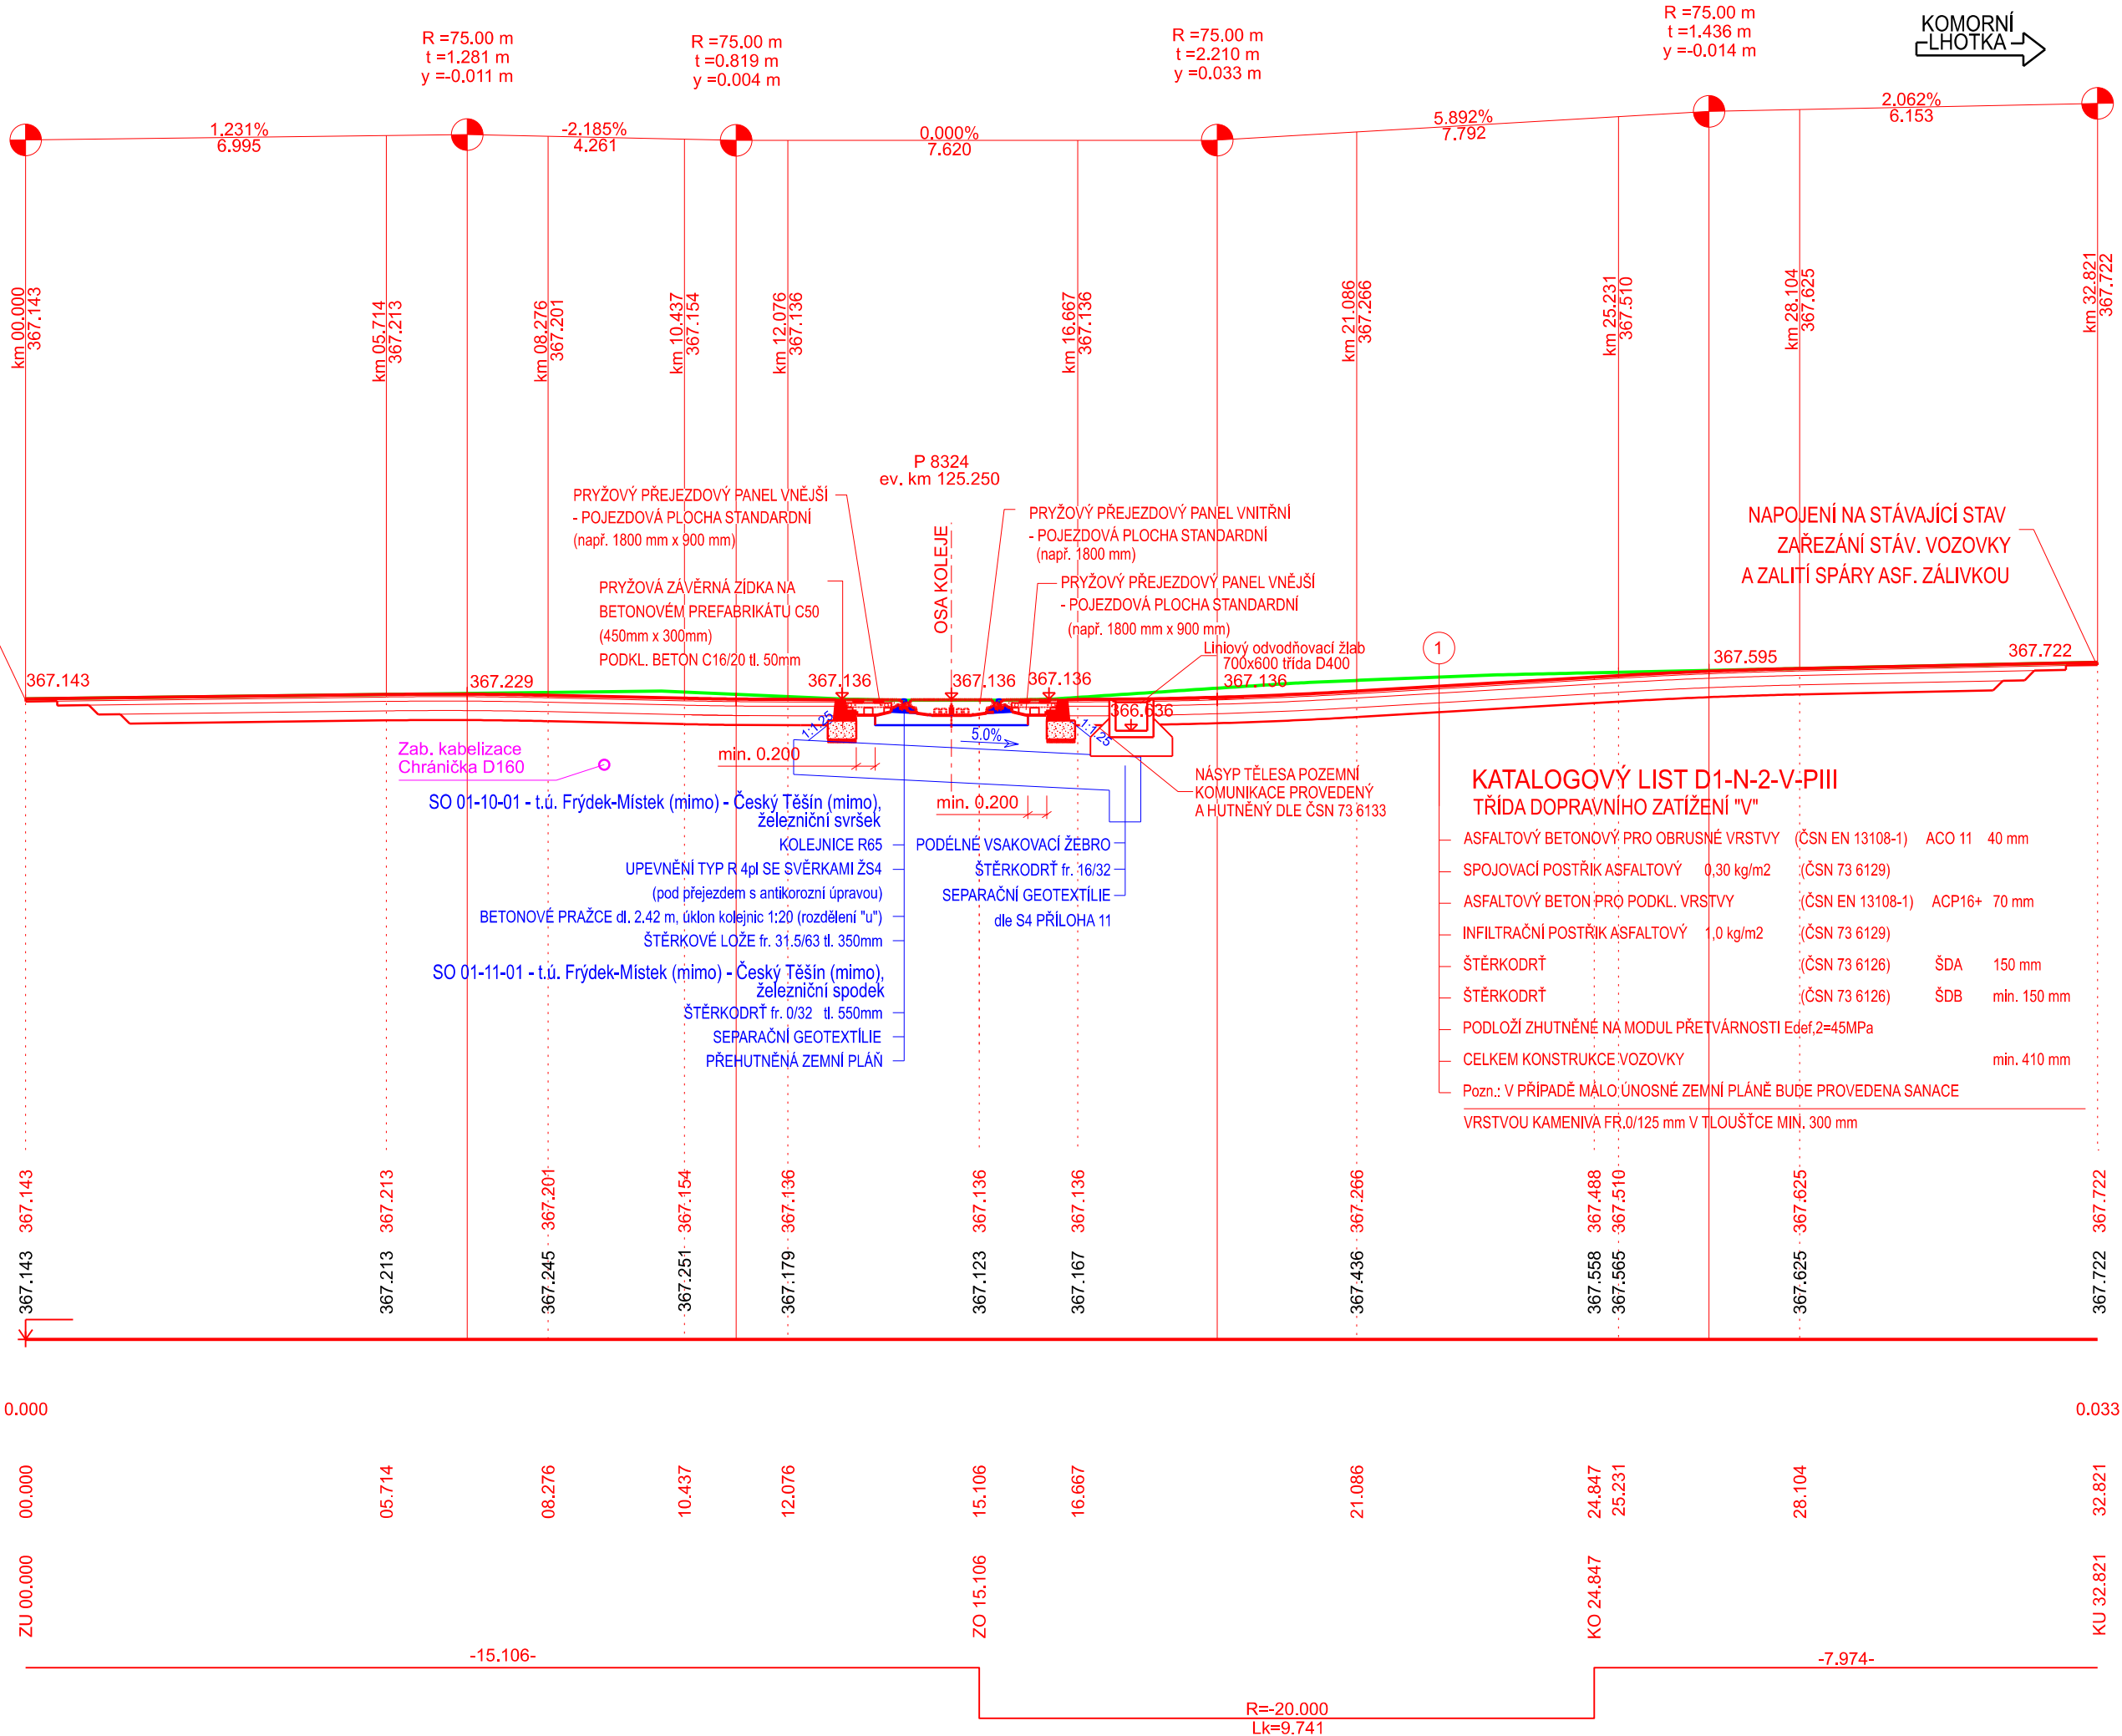 R =75.00 m
t =1.281 m
y =-0.011 m
R =75.00 m
t =0.819 m
y =0.004 m
R =75.00 m
t =2.210 m
y =0.033 m
R =75.00 m
t =1.436 m
y =-0.014 m
KOMORNÍ
LHOTKA
1.231%
6.995
-2.185%
4.261
0.000%
7.620
5.892%
7.792
2.062%
6.153
km 00.000
367.143
km 05.714
367.213
km 08.276
367.201
km 10.437
367.154
km 12.076
367.136
km 16.667
367.136
km 21.086
367.266
km 25.231
367.510
km 28.104
367.625
km 32.821
367.722
P 8324
ev. km 125.250
OSA KOLEJE
PRYŽOVÝ PŘEJEZDOVÝ PANEL VNĚJŠÍ
- POJEZDOVÁ PLOCHA STANDARDNÍ
(např. 1800 mm x 900 mm)
PRYŽOVÁ ZÁVĚRNÁ ZÍDKA NA
BETONOVÉM PREFABRIKÁTU C50
(450mm x 300mm)
PODKL. BETON C16/20 tl. 50mm
PRYŽOVÝ PŘEJEZDOVÝ PANEL VNITŘNÍ
- POJEZDOVÁ PLOCHA STANDARDNÍ
(např. 1800 mm)
PRYŽOVÝ PŘEJEZDOVÝ PANEL VNĚJŠÍ
- POJEZDOVÁ PLOCHA STANDARDNÍ
(např. 1800 mm x 900 mm)
Liniový odvodňovací žlab
700x600 třída D400
NAPOJENÍ NA STÁVAJÍCÍ STAV
ZAŘEZÁNÍ STÁV. VOZOVKY
A ZALITÍ SPÁRY ASF. ZÁLIVKOU
1
367.143
367.229
367.136
367.136
367.136
367.136
367.595
367.722
366.636
1:1.25
5.0%
1:1.25
min. 0.200
min. 0.200
Zab. kabelizace
Chránička D160
NÁSYP TĚLESA POZEMNÍ
KOMUNIKACE PROVEDENÝ
A HUTNĚNÝ DLE ČSN 73 6133
SO 01-10-01 - t.ú. Frýdek-Místek (mimo) - Český Těšín (mimo),
železniční svršek
KOLEJNICE R65
UPEVNĚNÍ TYP R 4pl SE SVĚRKAMI ŽS4
(pod přejezdem s antikorozní úpravou)
BETONOVÉ PRAŽCE dl. 2,42 m, úklon kolejnic 1:20 (rozdělení "u")
ŠTĚRKOVÉ LOŽE fr. 31.5/63 tl. 350mm
SO 01-11-01 - t.ú. Frýdek-Místek (mimo) - Český Těšín (mimo),
železniční spodek
ŠTĚRKODRŤ fr. 0/32 tl. 550mm
SEPARAČNÍ GEOTEXTÍLIE
PŘEHUTNĚNÁ ZEMNÍ PLÁŇ
PODÉLNÉ VSAKOVACÍ ŽEBRO
ŠTĚRKODRŤ fr. 16/32
SEPARAČNÍ GEOTEXTÍLIE
dle S4 PŘÍLOHA 11
KATALOGOVÝ LIST D1-N-2-V-PIII
TŘÍDA DOPRAVNÍHO ZATÍŽENÍ "V"
ASFALTOVÝ BETONOVÝ PRO OBRUSNÉ VRSTVY (ČSN EN 13108-1) ACO 11 40 mm
SPOJOVACÍ POSTŘIK ASFALTOVÝ 0,30 kg/m2 (ČSN 73 6129)
ASFALTOVÝ BETON PRO PODKL. VRSTVY (ČSN EN 13108-1) ACP16+ 70 mm
INFILTRAČNÍ POSTŘIK ASFALTOVÝ 1,0 kg/m2 (ČSN 73 6129)
ŠTĚRKODRŤ (ČSN 73 6126) ŠDA 150 mm
ŠTĚRKODRŤ (ČSN 73 6126) ŠDB min. 150 mm
PODLOŽÍ ZHUTNĚNÉ NA MODUL PŘETVÁRNOSTI Edef,2=45MPa
CELKEM KONSTRUKCE VOZOVKY min. 410 mm
Pozn.: V PŘÍPADĚ MÁLO ÚNOSNÉ ZEMNÍ PLÁNĚ BUDE PROVEDENA SANACE
VRSTVOU KAMENIVA FR.0/125 mm V TLOUŠŤCE MIN. 300 mm
367.143 367.213 367.201 367.154 367.136 367.136 367.136 367.266 367.488 367.510 367.625 367.722
367.143 367.213 367.245 367.251 367.179 367.123 367.167 367.436 367.558 367.565 367.625 367.722
0.000 0.033
00.000 05.714 08.276 10.437 12.076 15.106 16.667 21.086 24.847 25.231 28.104 32.821
ZU 00.000 ZO 15.106 KO 24.847 KU 32.821
-15.106-
-7.974-
R=-20.000
Lk=9.741